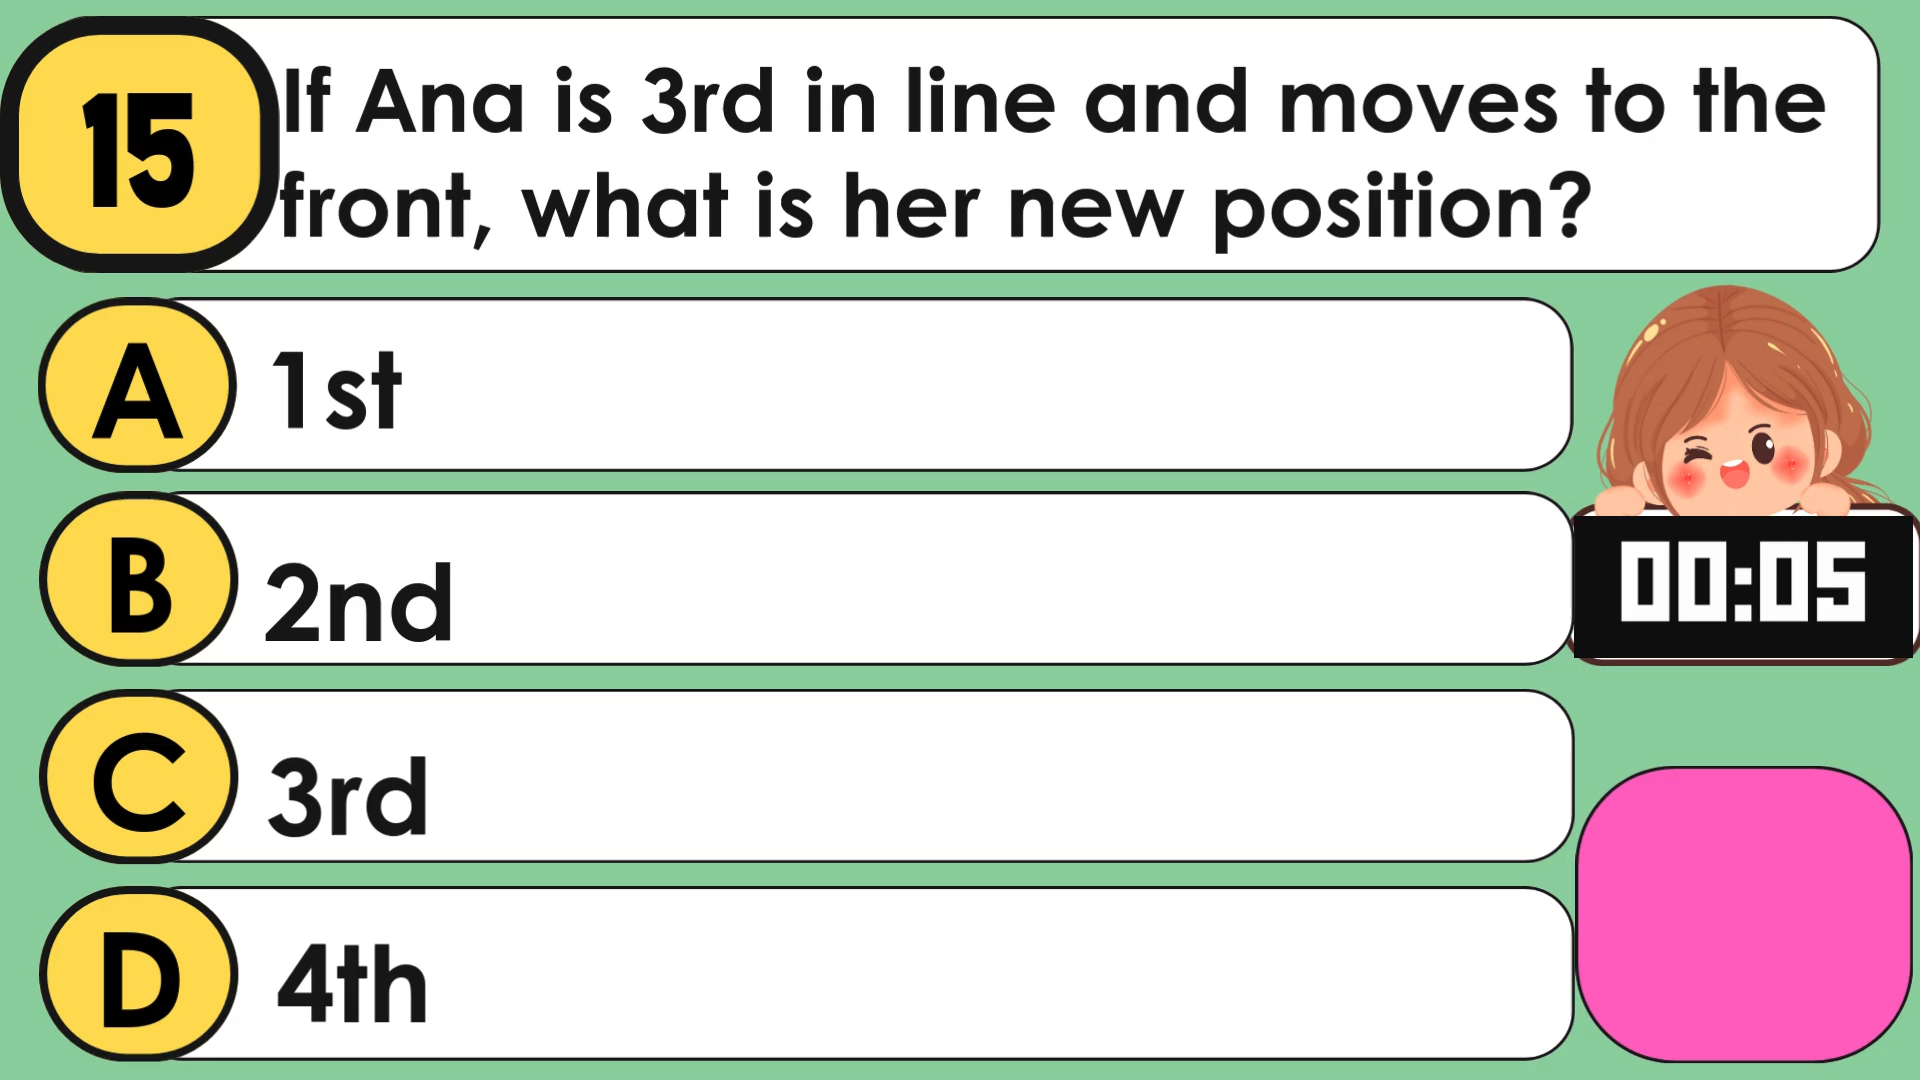 15
If Ana is 3rd in line and moves to the
front, what is her new position?
A
1st
B
2nd
00:05
C
3rd
D
4th